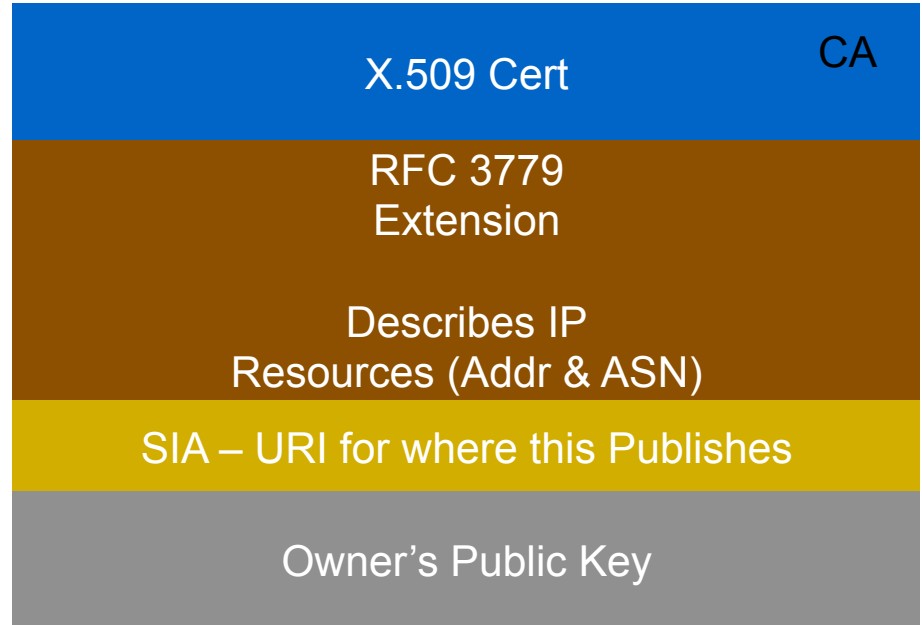 X.509 Cert
CA
RFC 3779
Extension
Describes IP
Resources (Addr & ASN)
SIA – URI for where this Publishes
Owner’s Public Key